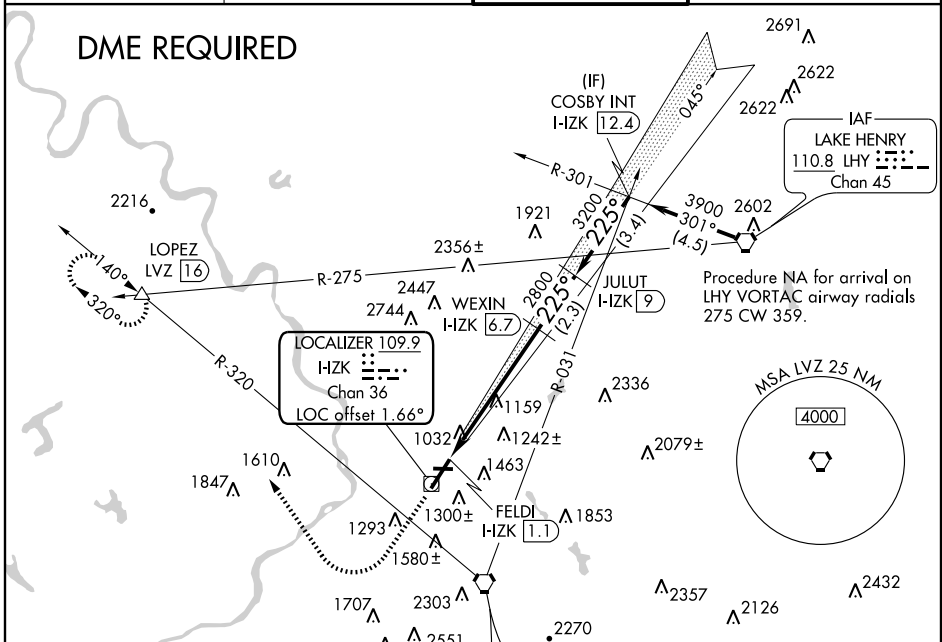 DME REQUIRED
2691
2622
2622
(IF)
COSBY INT
I-IZK 12.4
045°
IAF
LAKE HENRY
110.8 LHY
Chan 45
R-301
3900
301°
(4.5)
2602
2216
1921
3200
225°
(3.4)
LOPEZ
LVZ 16
140°
320°
2356±
R-275
2800
225°
(2.3)
JULUT
I-IZK 9
Procedure NA for arrival on
LHY VORTAC airway radials
275 CW 359.
2447
2744
WEXIN
I-IZK 6.7
LOCALIZER 109.9
I-IZK
Chan 36
LOC offset 1.66°
R-320
R-031
2336
MSA LVZ 25 NM
4000
1159
1032
1242±
2079±
1610
1847
1463
1300±
FELDI
I-IZK 1.1
1853
1293
1580±
2303
2357
2432
2126
1707
2551
2270